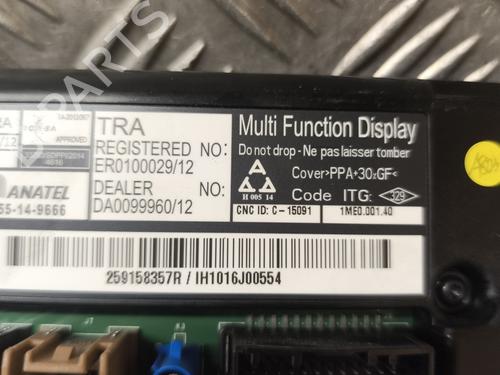 TRA
REGISTERED NO:
ER0100029/12
DEALER NO:
DA0099960/12
ANATEL
55-14-9666
APPROVED
Multi Function Display
Do not drop - Ne pas laisser tomber
Cover >PPA+30%GF<
Code ITG: 329
H 005 14
CNC ID: C - 15091
1ME0.001.40
259158357R / IH1016J00554